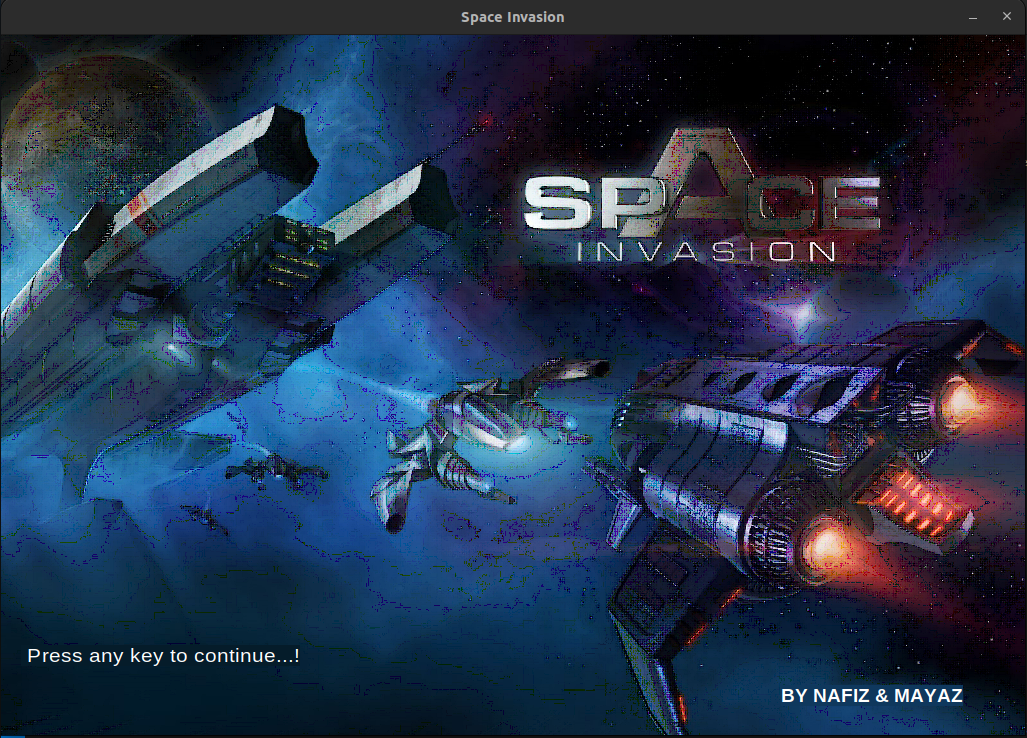 Space Invasion
SPACE
INVASION
Press any key to continue...!
BY NAFIZ & MAYAZ